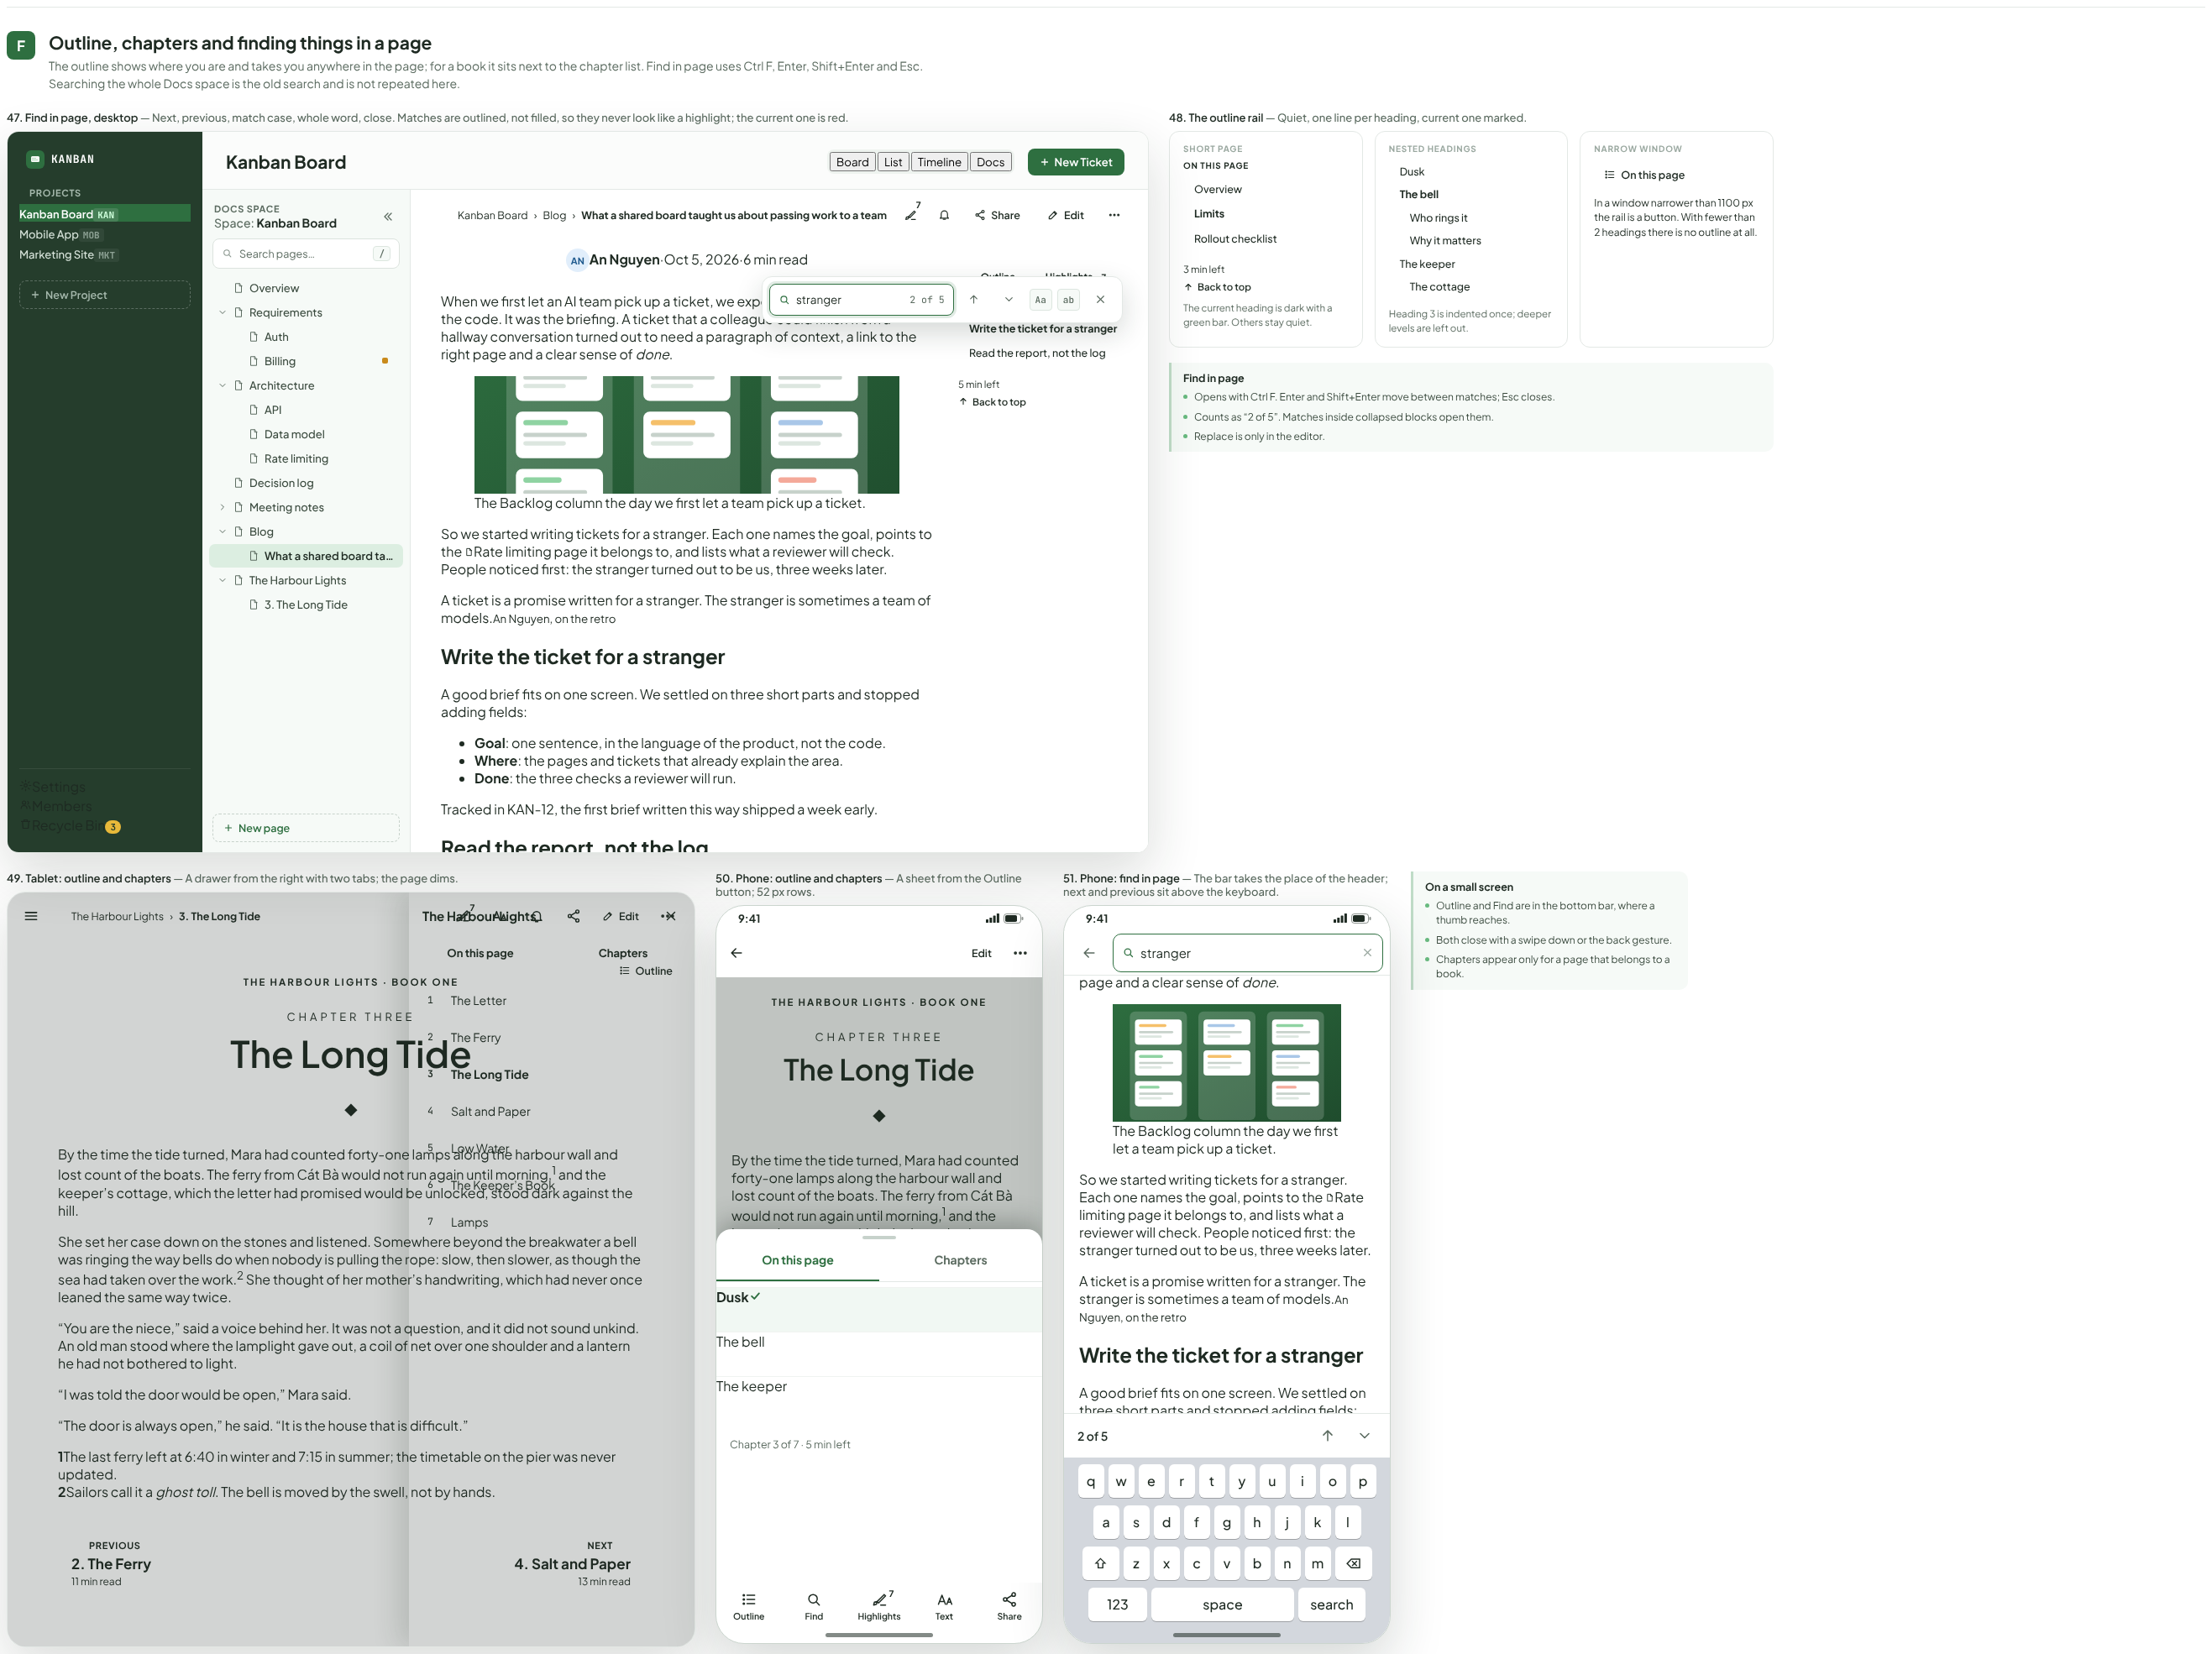 F
Outline, chapters and finding things in a page
The outline shows where you are and takes you anywhere in the page; for a book it sits next to the chapter list. Find in page uses Ctrl F, Enter, Shift+Enter and Esc.
Searching the whole Docs space is the old search and is not repeated here.
47. Find in page, desktop — Next, previous, match case, whole word, close. Matches are outlined, not filled, so they never look like a highlight; the current one is red.
KANBAN
PROJECTS
Kanban Board KAN
Mobile App MOB
Marketing Site MKT
+ New Project
Settings
Members
Recycle Bin 3
Kanban Board
Board List Timeline Docs
+ New Ticket
DOCS SPACE
Space: Kanban Board
Search pages... /
Overview
Requirements
Auth
Billing
Architecture
API
Data model
Rate limiting
Decision log
Meeting notes
Blog
What a shared board ta...
The Harbour Lights
3. The Long Tide
+ New page
Kanban Board › Blog › What a shared board taught us about passing work to a team
7
Share
Edit
AN An Nguyen·Oct 5, 2026·6 min read
Outline Highlights 7
stranger 2 of 5
Aa ab
When we first let an AI team pick up a ticket, we exp
the code. It was the briefing. A ticket that a colleague could finish from a
hallway conversation turned out to need a paragraph of context, a link to the
right page and a clear sense of done.
Write the ticket for a stranger
Read the report, not the log
5 min left
Back to top
The Backlog column the day we first let a team pick up a ticket.
So we started writing tickets for a stranger. Each one names the goal, points to
the Rate limiting page it belongs to, and lists what a reviewer will check.
People noticed first: the stranger turned out to be us, three weeks later.
A ticket is a promise written for a stranger. The stranger is sometimes a team of
models.An Nguyen, on the retro
Write the ticket for a stranger
A good brief fits on one screen. We settled on three short parts and stopped
adding fields:
Goal: one sentence, in the language of the product, not the code.
Where: the pages and tickets that already explain the area.
Done: the three checks a reviewer will run.
Tracked in KAN-12, the first brief written this way shipped a week early.
Read the report, not the log
48. The outline rail — Quiet, one line per heading, current one marked.
SHORT PAGE
ON THIS PAGE
Overview
Limits
Rollout checklist
3 min left
Back to top
The current heading is dark with a
green bar. Others stay quiet.
NESTED HEADINGS
Dusk
The bell
Who rings it
Why it matters
The keeper
The cottage
Heading 3 is indented once; deeper
levels are left out.
NARROW WINDOW
On this page
In a window narrower than 1100 px
the rail is a button. With fewer than
2 headings there is no outline at all.
Find in page
Opens with Ctrl F. Enter and Shift+Enter move between matches; Esc closes.
Counts as “2 of 5”. Matches inside collapsed blocks open them.
Replace is only in the editor.
49. Tablet: outline and chapters — A drawer from the right with two tabs; the page dims.
The Harbour Lights › 3. The Long Tide
The Harbour Lights
7
Edit
On this page Chapters
Outline
THE HARBOUR LIGHTS · BOOK ONE
CHAPTER THREE
The Long Tide
1 The Letter
2 The Ferry
3 The Long Tide
4 Salt and Paper
5 Low Water
6 The Keeper’s Book
7 Lamps
By the time the tide turned, Mara had counted forty-one lamps along the harbour wall and
lost count of the boats. The ferry from Cát Bà would not run again until morning,1 and the
keeper’s cottage, which the letter had promised would be unlocked, stood dark against the
hill.
She set her case down on the stones and listened. Somewhere beyond the breakwater a bell
was ringing the way bells do when nobody is pulling the rope: slow, then slower, as though the
sea had taken over the work.2 She thought of her mother’s handwriting, which had never once
leaned the same way twice.
“You are the niece,” said a voice behind her. It was not a question, and it did not sound unkind.
An old man stood where the lamplight gave out, a coil of net over one shoulder and a lantern
he had not bothered to light.
“I was told the door would be open,” Mara said.
“The door is always open,” he said. “It is the house that is difficult.”
1The last ferry left at 6:40 in winter and 7:15 in summer; the timetable on the pier was never
updated.
2Sailors call it a ghost toll. The bell is moved by the swell, not by hands.
PREVIOUS
2. The Ferry
11 min read
NEXT
4. Salt and Paper
13 min read
50. Phone: outline and chapters — A sheet from the Outline
button; 52 px rows.
9:41
Edit
THE HARBOUR LIGHTS · BOOK ONE
CHAPTER THREE
The Long Tide
By the time the tide turned, Mara had counted
forty-one lamps along the harbour wall and
lost count of the boats. The ferry from Cát Bà
would not run again until morning,1 and the
On this page Chapters
Dusk
The bell
The keeper
Chapter 3 of 7 · 5 min left
7
Outline Find Highlights Text Share
51. Phone: find in page — The bar takes the place of the header;
next and previous sit above the keyboard.
9:41
stranger
page and a clear sense of done.
The Backlog column the day we first
let a team pick up a ticket.
So we started writing tickets for a stranger.
Each one names the goal, points to the Rate
limiting page it belongs to, and lists what a
reviewer will check. People noticed first: the
stranger turned out to be us, three weeks later.
A ticket is a promise written for a stranger. The
stranger is sometimes a team of models.An
Nguyen, on the retro
Write the ticket for a stranger
A good brief fits on one screen. We settled on
three short parts and stopped adding fields:
2 of 5
q w e r t y u i o p
a s d f g h j k l
z x c v b n m
123 space search
On a small screen
Outline and Find are in the bottom bar, where a
thumb reaches.
Both close with a swipe down or the back gesture.
Chapters appear only for a page that belongs to a
book.